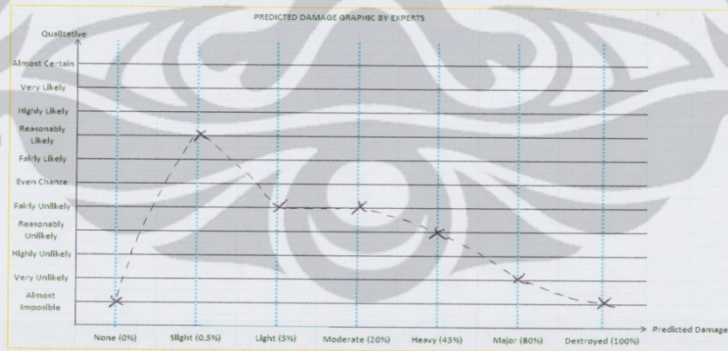 PREDICTED DAMAGE GRAPHIC BY EXPERTS
Qualitative
Almost Certain
Very Likely
Highly Likely
Reasonably
Likely
Fairly Likely
Even Chance
Fairly Unlikely
Reasonably
Unlikely
Highly Unlikely
Very Unlikely
Almost
Imposible
None (0%) Slight (0.5%) Light (5%) Moderate (20%) Heavy (45%) Major (80%) Destroyed (100%)
Predicted Damage